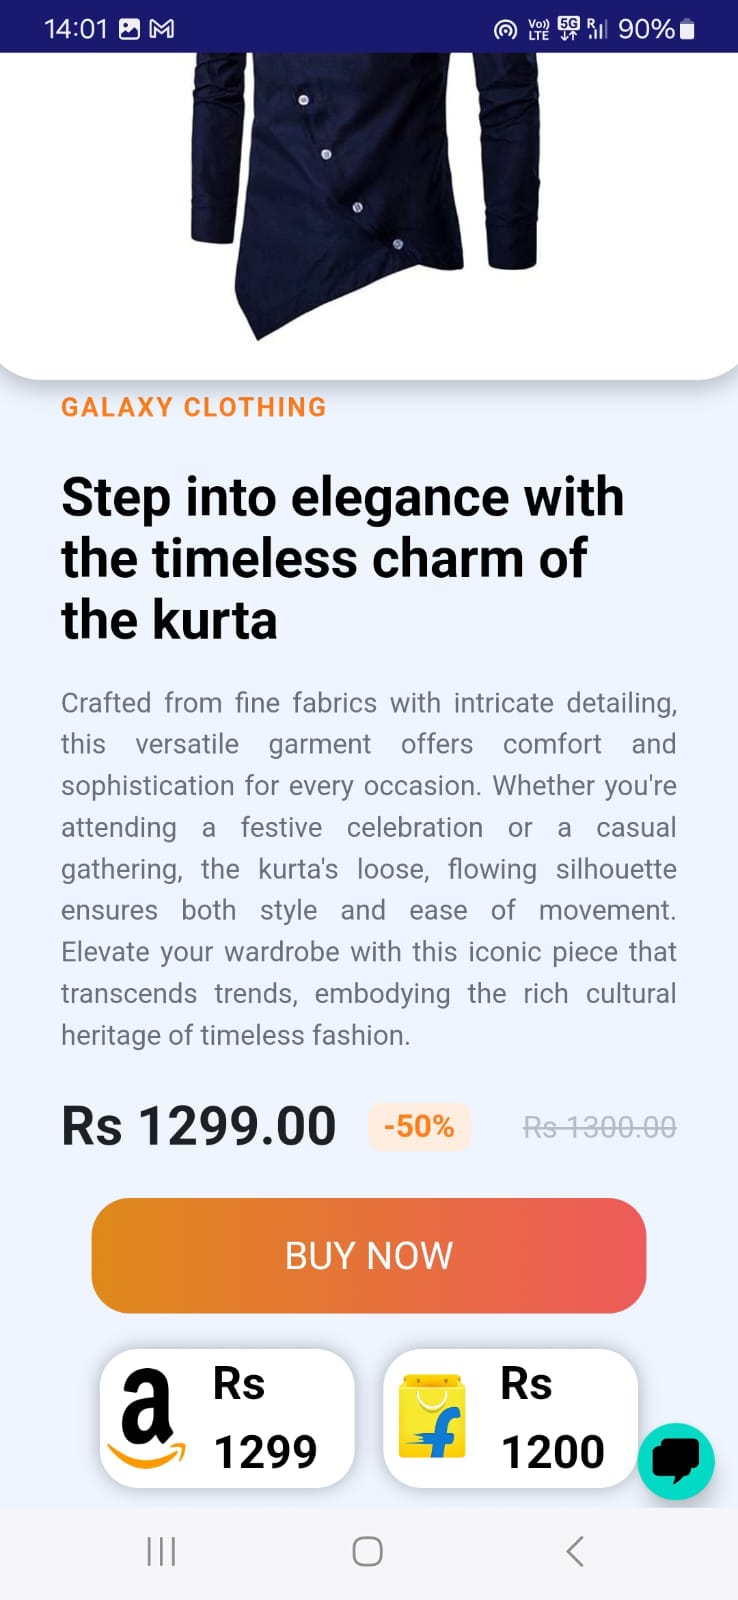 14:01 Vo)) LTE 5G R 90%
GALAXY CLOTHING
Step into elegance with
the timeless charm of
the kurta
Crafted from fine fabrics with intricate detailing,
this versatile garment offers comfort and
sophistication for every occasion. Whether you're
attending a festive celebration or a casual
gathering, the kurta's loose, flowing silhouette
ensures both style and ease of movement.
Elevate your wardrobe with this iconic piece that
transcends trends, embodying the rich cultural
heritage of timeless fashion.
Rs 1299.00 -50% Rs 1300.00
BUY NOW
a Rs
1299
f Rs
1200